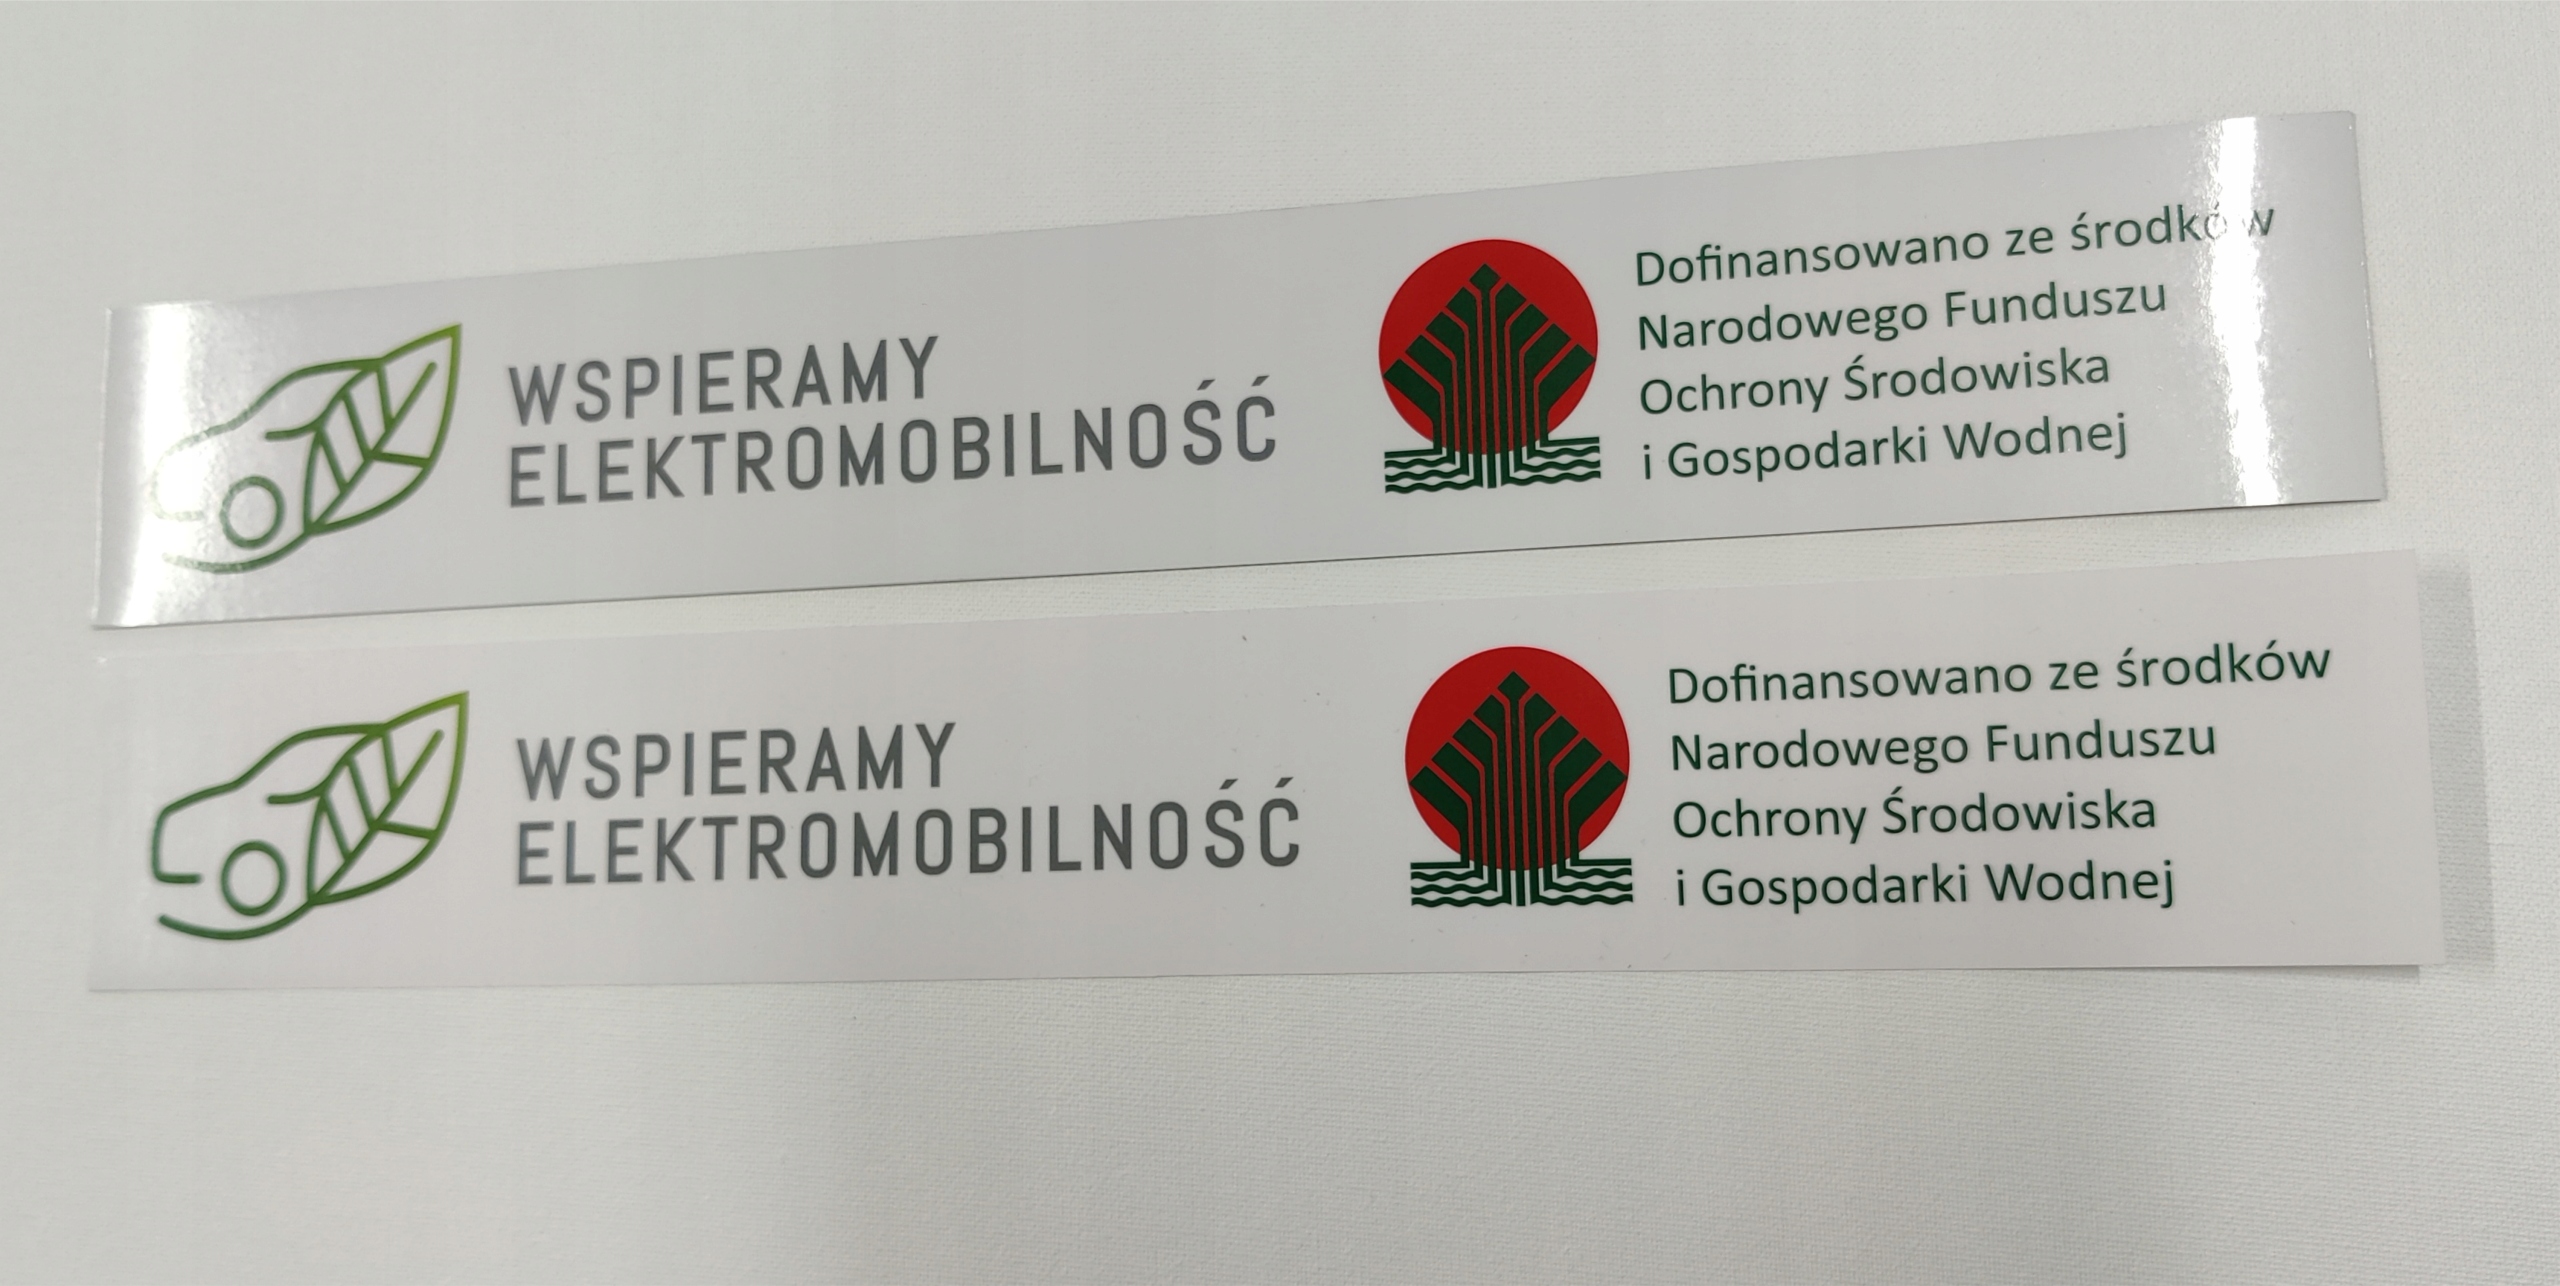 WSPIERAMY
ELEKTROMOBILNOŚĆ
Dofinansowano ze środków
Narodowego Funduszu
Ochrony Środowiska
i Gospodarki Wodnej
WSPIERAMY
ELEKTROMOBILNOŚĆ
Dofinansowano ze środków
Narodowego Funduszu
Ochrony Środowiska
i Gospodarki Wodnej